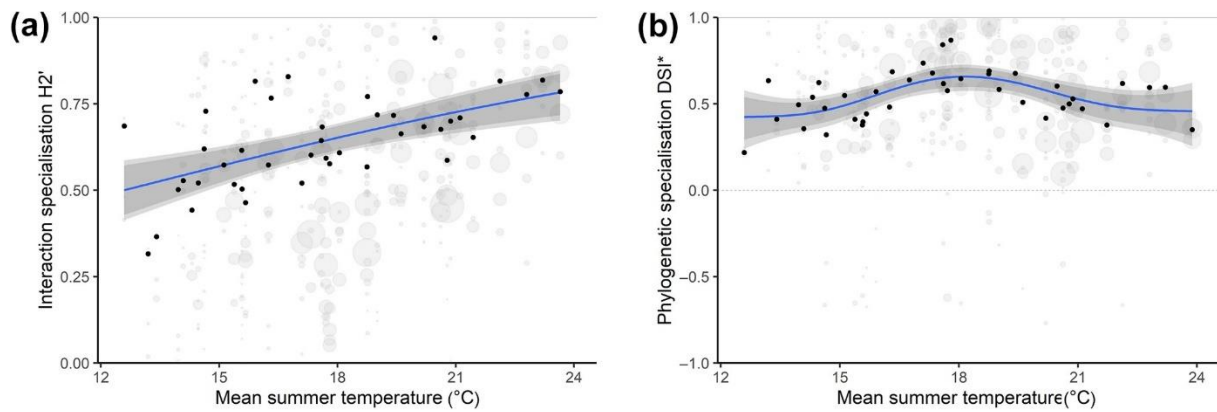 (a)
Interaction specialisation H2'
1.00
0.75
0.50
0.25
0.00
12 15 18 21 24
Mean summer temperature (°C)
(b)
Phylogenetic specialisation DSI*
1.0
0.5
0.0
−0.5
−1.0
12 15 18 21 24
Mean summer temperature(°C)